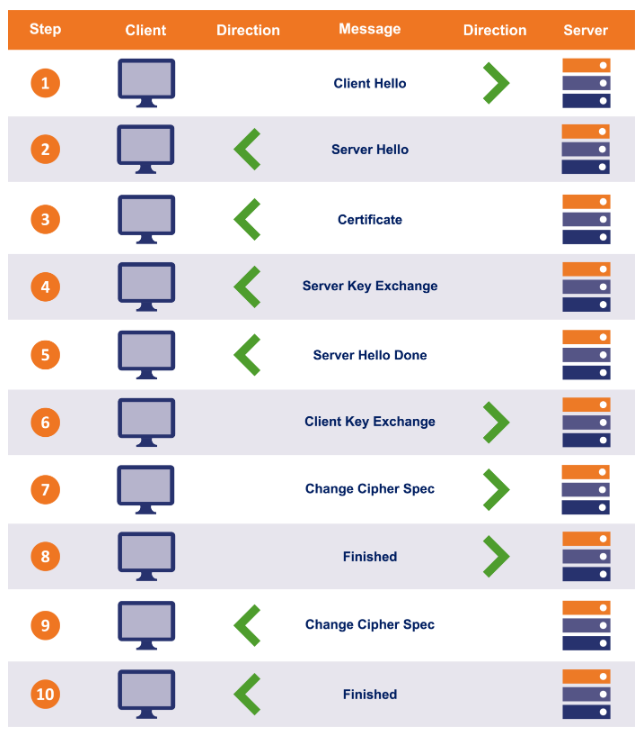 Step Client Direction Message Direction Server
1 Client Hello
2 Server Hello
3 Certificate
4 Server Key Exchange
5 Server Hello Done
6 Client Key Exchange
7 Change Cipher Spec
8 Finished
9 Change Cipher Spec
10 Finished